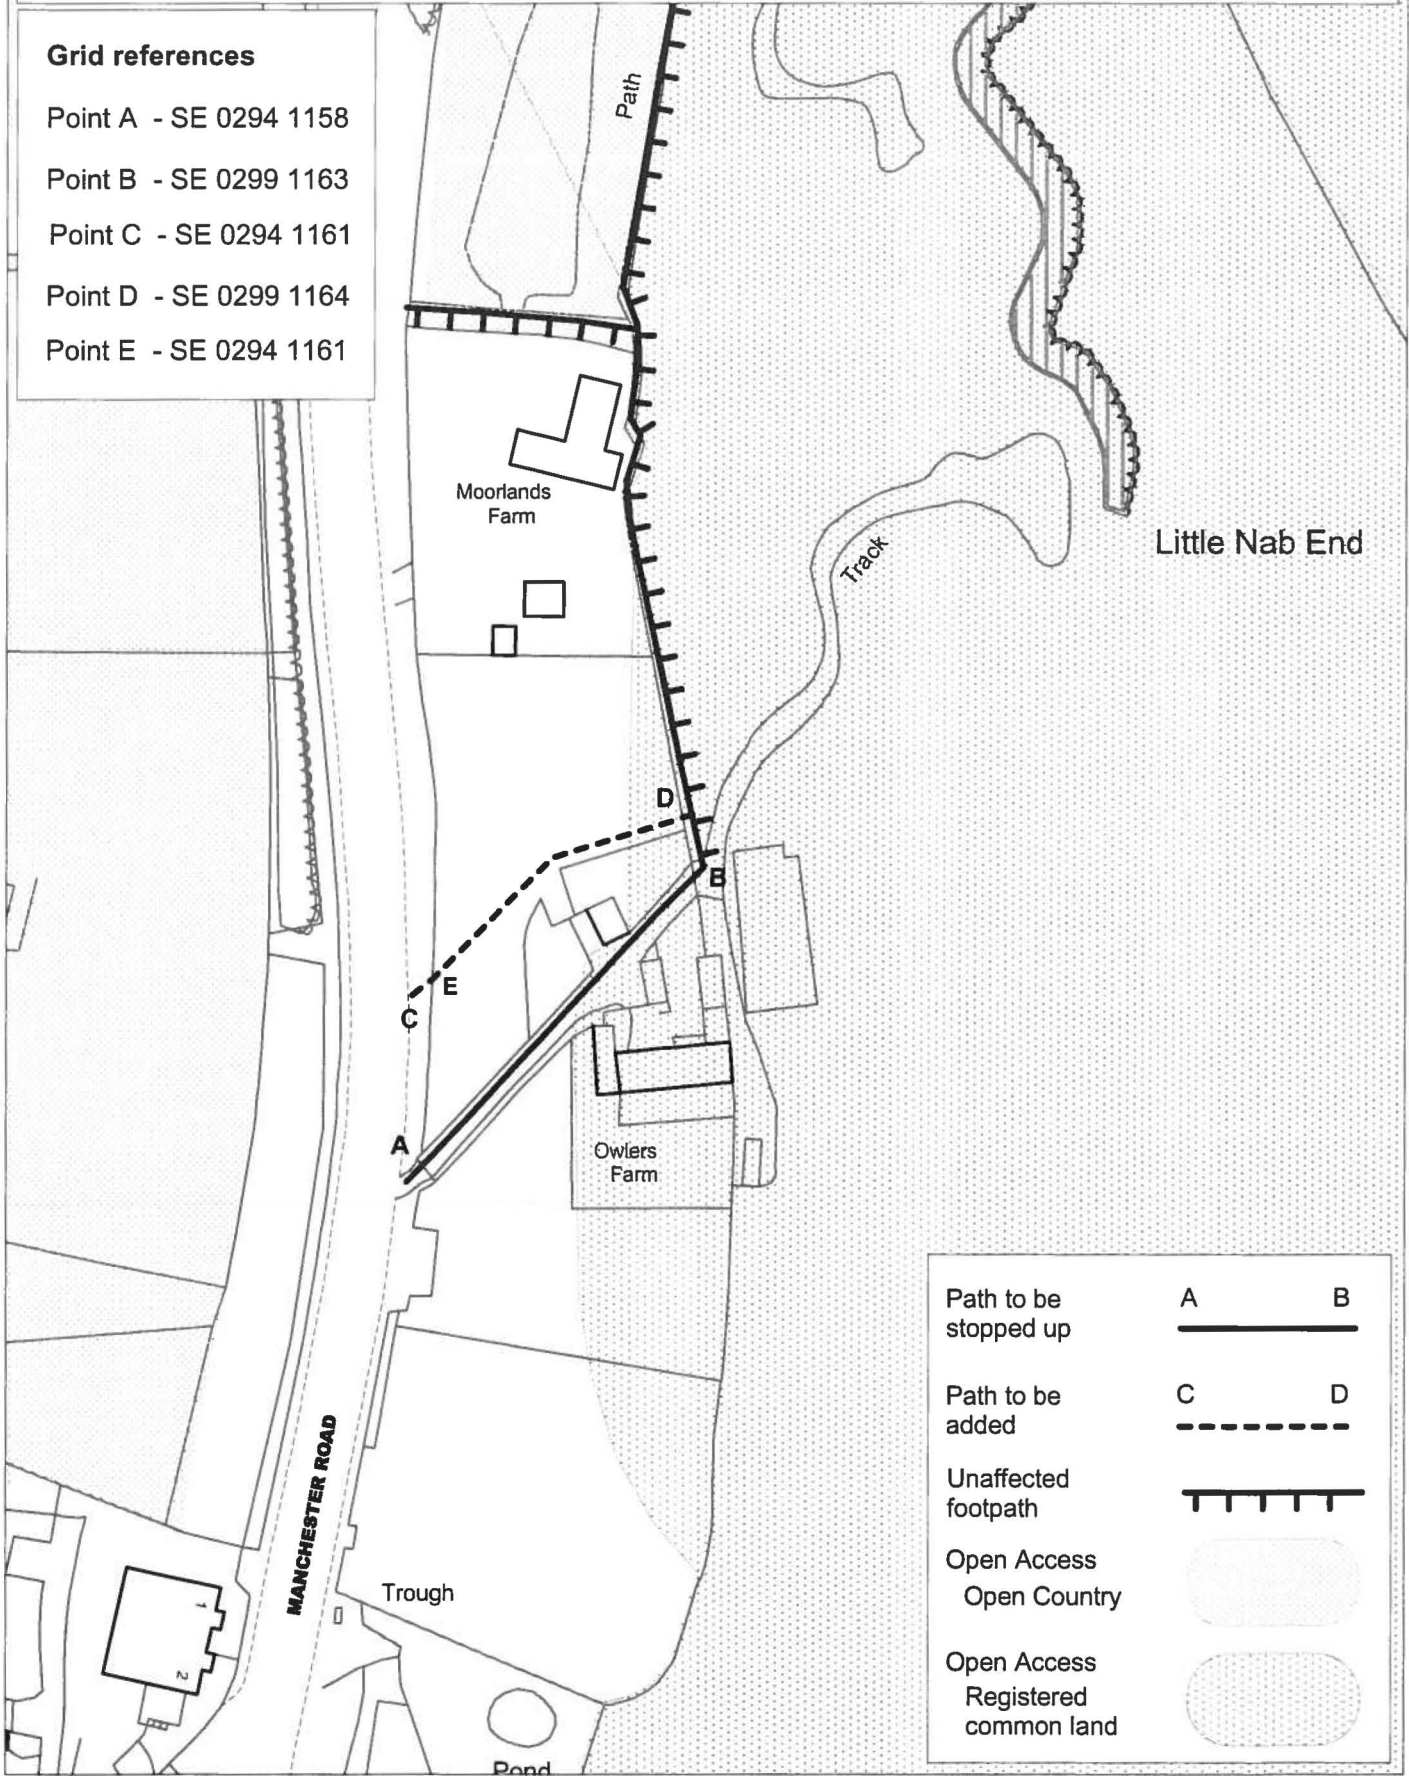 Grid references
Point A - SE 0294 1158
Point B - SE 0299 1163
Point C - SE 0294 1161
Point D - SE 0299 1164
Point E - SE 0294 1161
Path
Moorlands
Farm
Track
Little Nab End
D
B
E
C
A
Owlers
Farm
MANCHESTER ROAD
Trough
1
2
Pond
Path to be
stopped up
A B
Path to be
added
C D
Unaffected
footpath
Open Access
Open Country
Open Access
Registered
common land